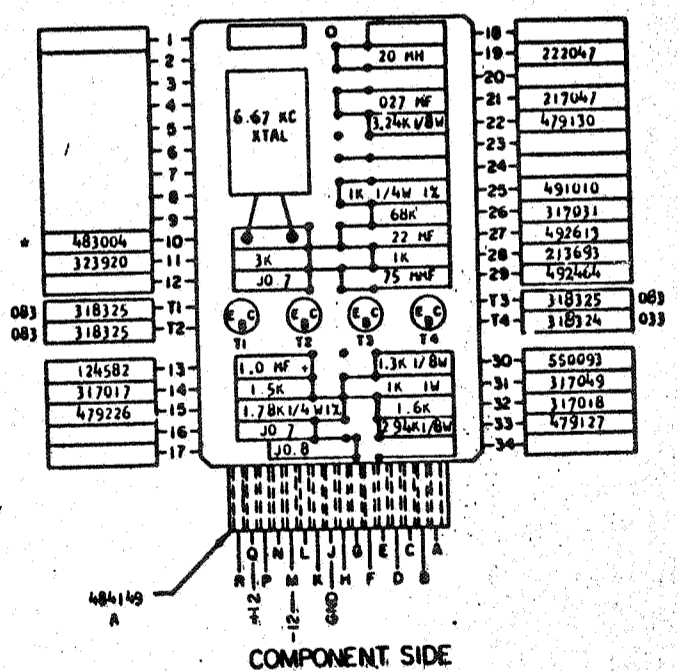 1
2
3
4
5
6
7
8
9
* 483004 10
323920 11
12
083 318325 T1
083 318325 T2
124582 13
317017 14
479226 15
16
17
20 MH
6.67 KC
XTAL
027 MF
3.24K 1/8W
1K 1/4W 1%
68K
22 MF
3K
1K
J0 7
75 MMF
E B C
E B C
E B C
E B C
T1 T2 T3 T4
1.0 MF +
1.3K 1/8W
1.5K
1K 1W
1.78K 1/4 W1%
1.6K
J0 7
2 94K 1/8W
J0.8
18
19 222047
20
21 217047
22 479130
23
24
25 491010
26 317031
27 492613
28 213693
29 492464
T3 318325 083
T4 318324 033
30 550093
31 317049
32 317018
33 479127
34
R Q P N M L K J H G F E D C B A
+12
-12
GND
484149
A
COMPONENT SIDE